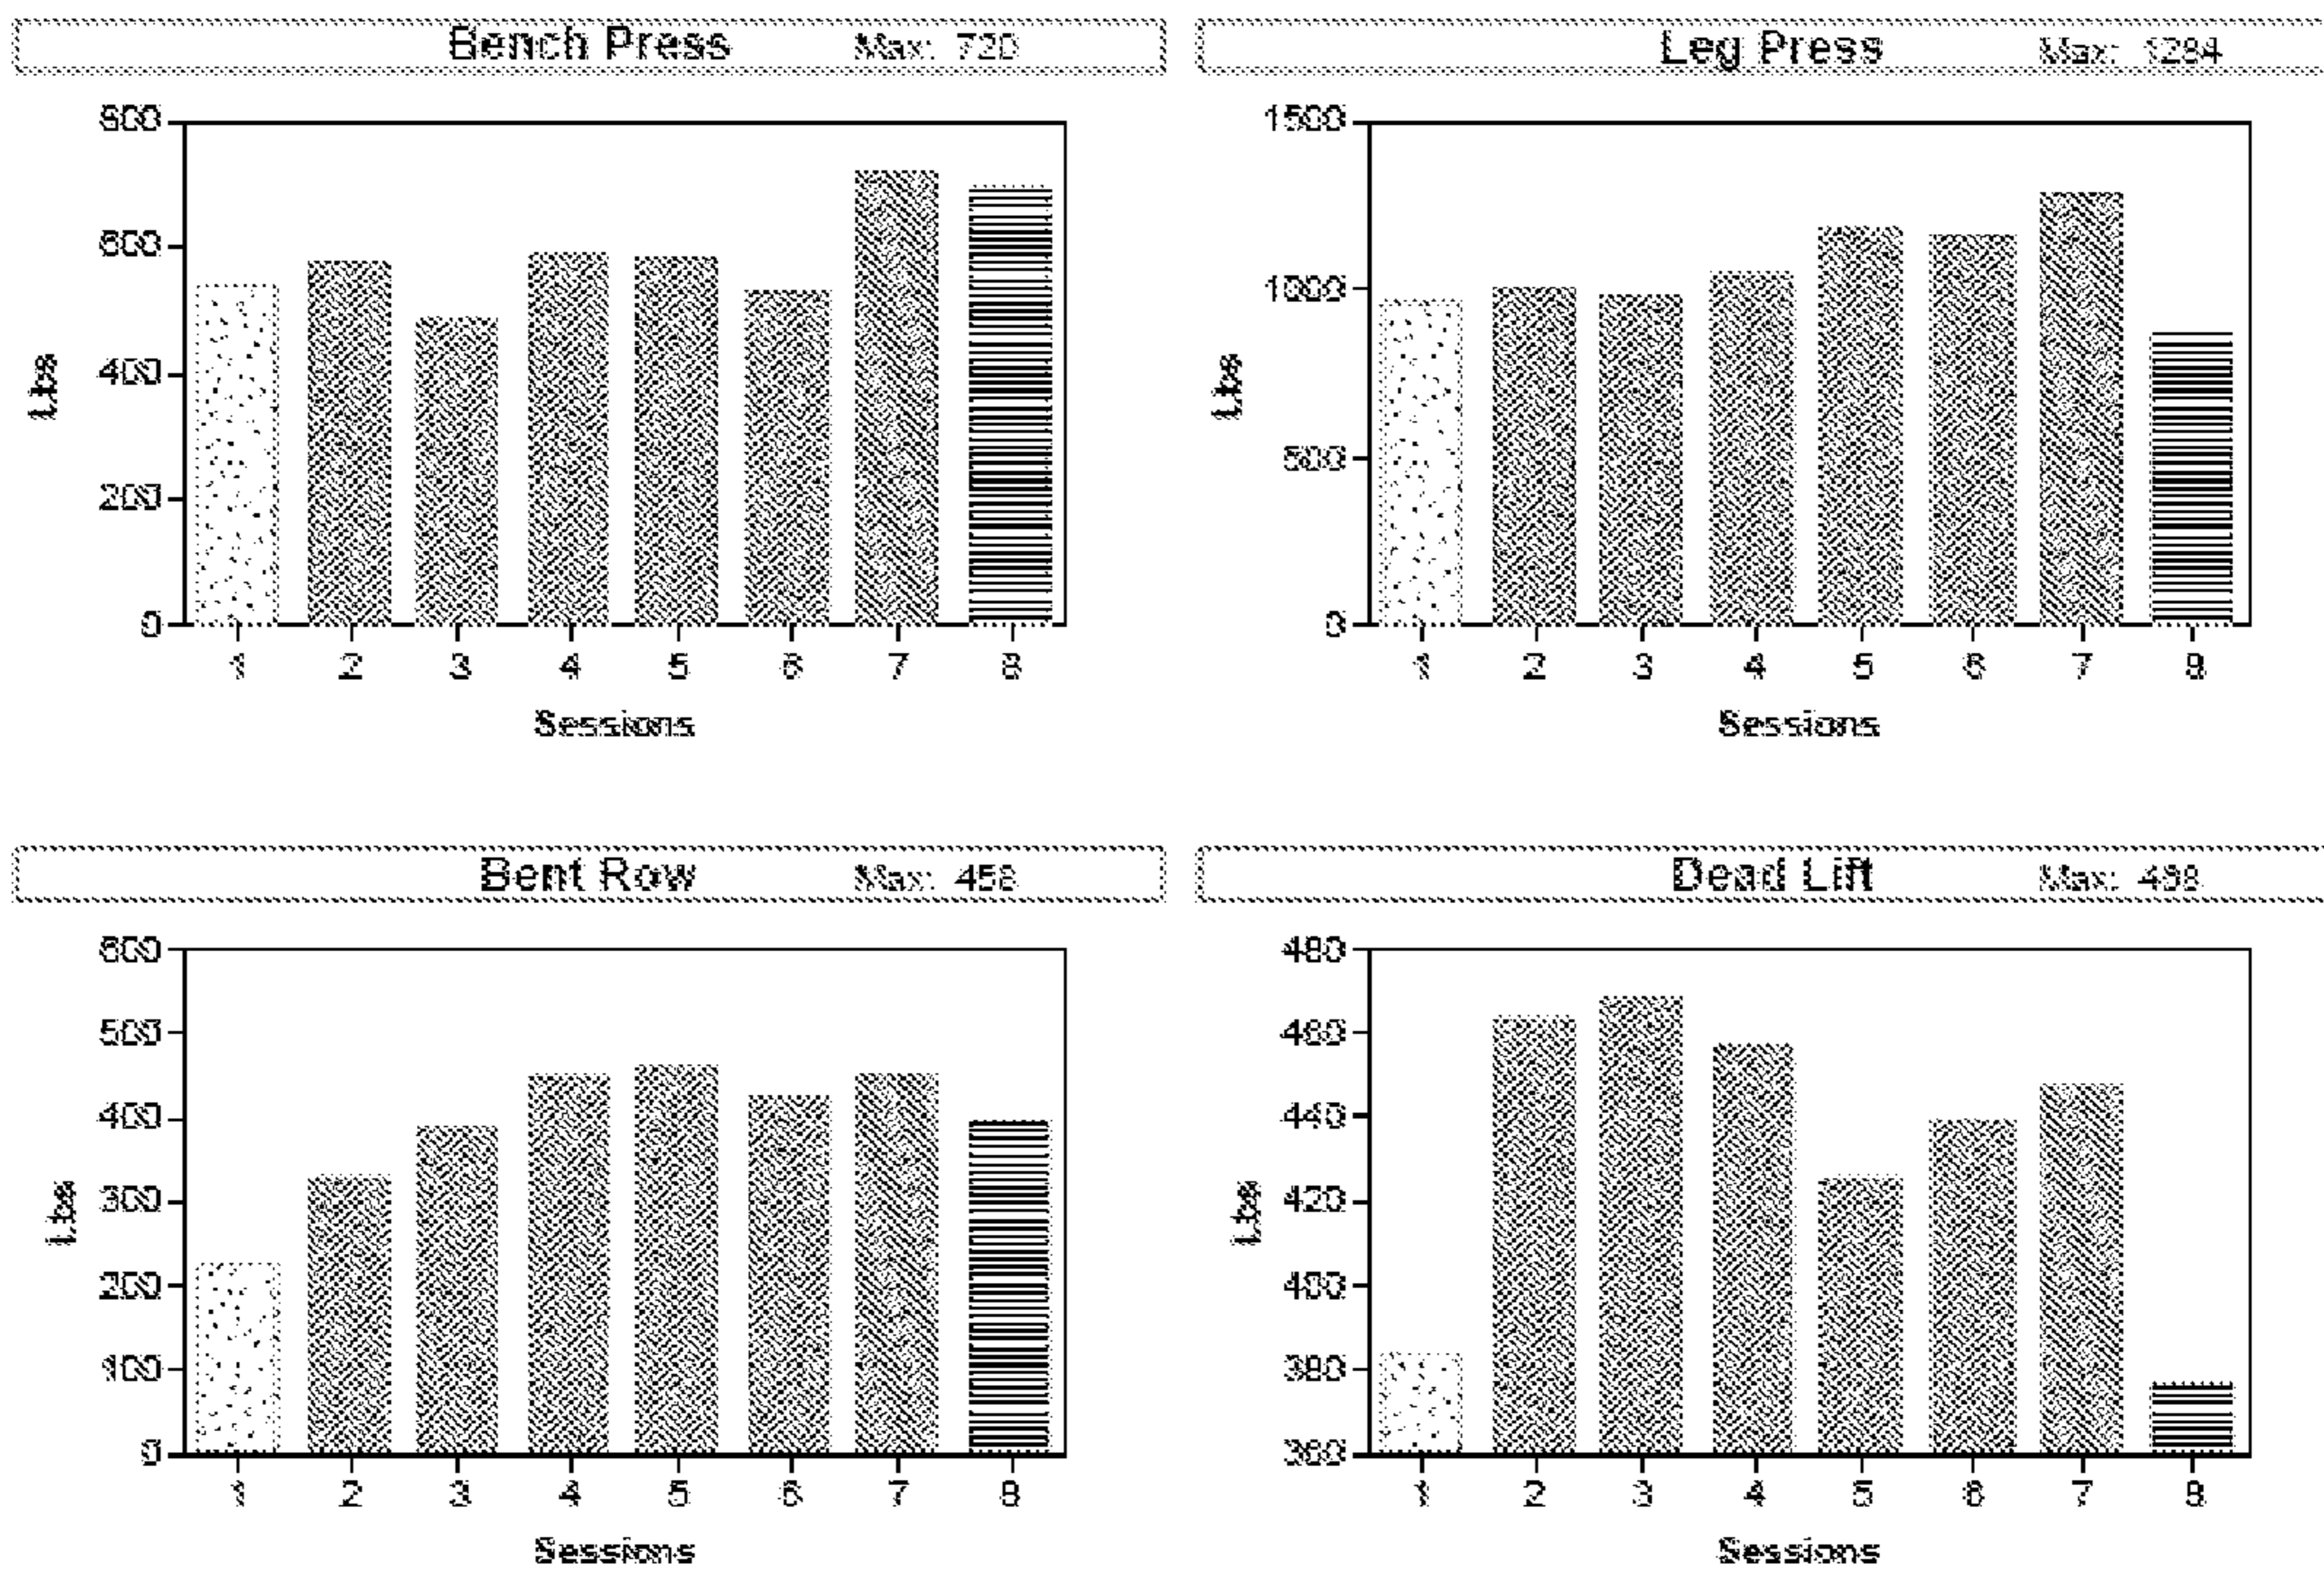 Bench Press Max: 720
Lbs
800
600
400
200
0
1 2 3 4 5 6 7 8
Sessions
Leg Press Max: 1284
Lbs
1500
1000
500
0
1 2 3 4 5 6 7 8
Sessions
Bent Row Max:
Lbs
600
500
400
300
200
100
0
1 2 3 4 5 6 7 8
Sessions
Dead Lift Max:
Lbs
480
460
440
420
400
380
360
1 2 3 4 5 6 7 8
Sessions